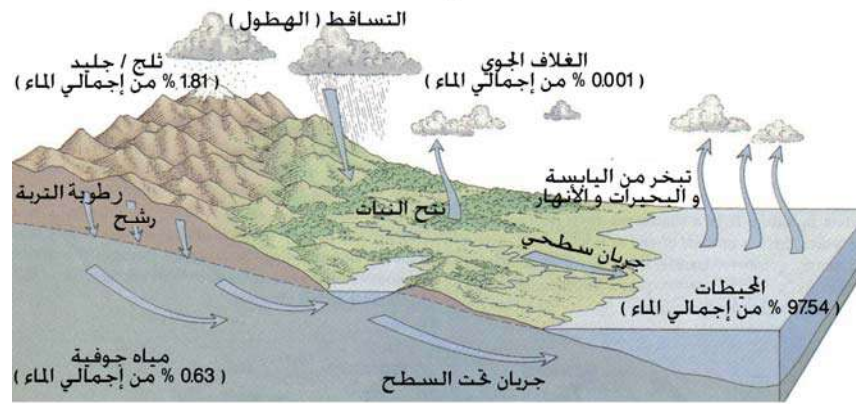 التساقط ( الهطول )
ثلج / جليد
( 1.81 % من إجمالي الماء )
الغلاف الجوي
( 0.001 % من إجمالي الماء )
تبخر من اليابسة
و البحيرات و الأنهار
رطوبة التربة
رشح
نتح النبات
جريان سطحي
المحيطات
( 97.54 % من إجمالي الماء )
مياه جوفية
( 0.63 % من إجمالي الماء )
جريان تحت السطح